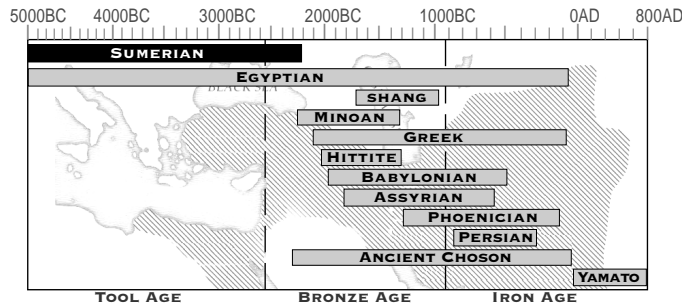 5000BC 4000BC 3000BC 2000BC 1000BC 0AD 800AD
SUMERIAN
EGYPTIAN
BLACK SEA
SHANG
MINOAN
GREEK
HITTITE
BABYLONIAN
ASSYRIAN
PHOENICIAN
PERSIAN
ANCIENT CHOSON
YAMATO
TOOL AGE BRONZE AGE IRON AGE